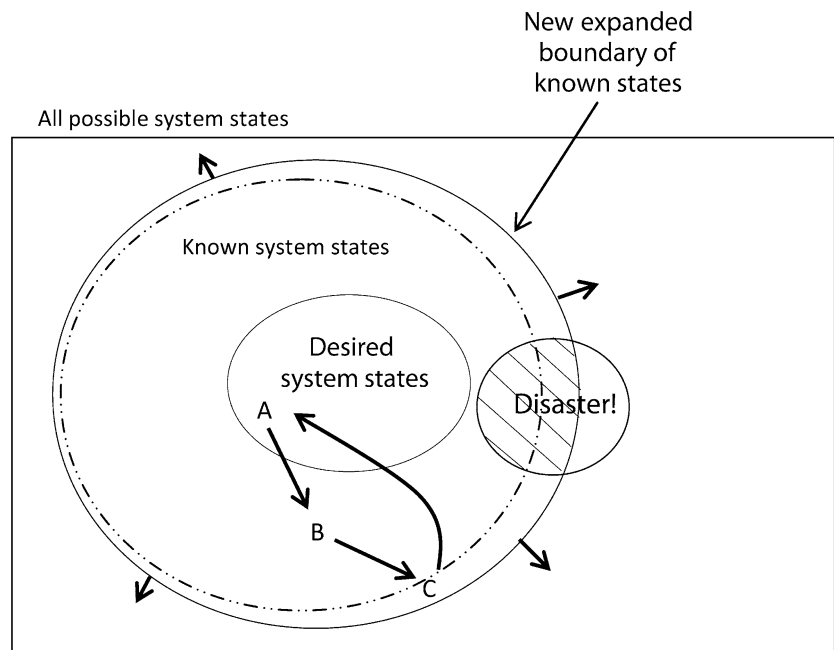 New expanded
boundary of
known states
All possible system states
Known system states
Desired
system states
A
Disaster!
B
C